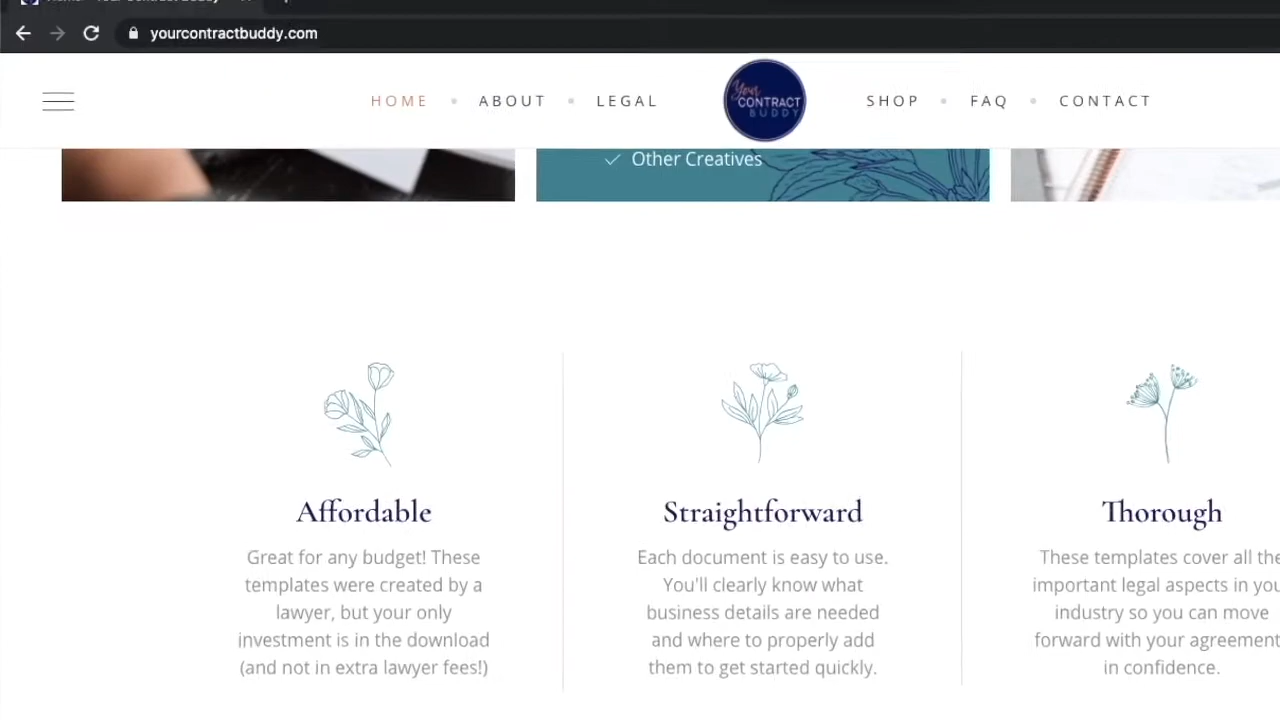 yourcontractbuddy.com
HOME
ABOUT
LEGAL
Your
CONTRACT
BUDDY
SHOP
FAQ
CONTACT
Other Creatives
Affordable
Great for any budget! These
templates were created by a
lawyer, but your only
investment is in the download
(and not in extra lawyer fees!)
Straightforward
Each document is easy to use.
You'll clearly know what
business details are needed
and where to properly add
them to get started quickly.
Thorough
These templates cover all the
important legal aspects in you
industry so you can move
forward with your agreement
in confidence.